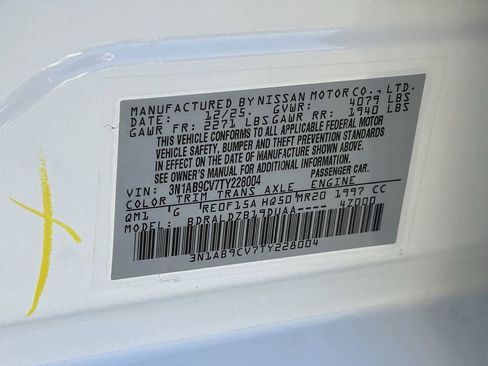 MANUFACTURED BY NISSAN MOTOR CO., LTD.
DATE: 12/25 GVWR: 4079 LBS
GAWR FR: 2271 LBS GAWR RR: 1940 LBS
THIS VEHICLE CONFORMS TO ALL APPLICABLE FEDERAL MOTOR
VEHICLE SAFETY, BUMPER AND THEFT PREVENTION STANDARDS
IN EFFECT ON THE DATE OF MANUFACTURE SHOWN ABOVE.
SEE OWNER'S MANUAL FOR MORE INFORMATION.
VIN: 3N1AB9CV7TY228004 PASSENGER CAR
COLOR TRIM TRANS AXLE ENGINE
QM1 G RE0F15A HQ50 MR20 1997 CC
MODEL: BDRALDZB19DUAA---- 47000
3N1AB9CV7TY228004